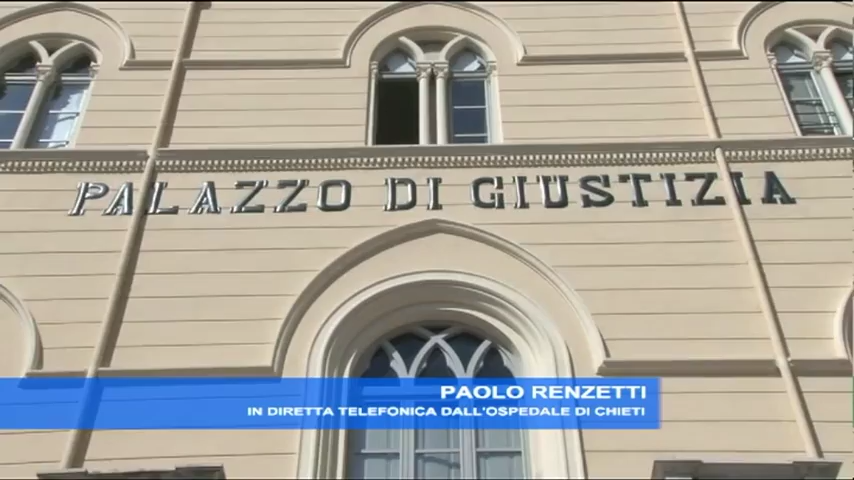 PALAZZO DI GIUSTIZIA
PAOLO RENZETTI
IN DIRETTA TELEFONICA DALL'OSPEDALE DI CHIETI